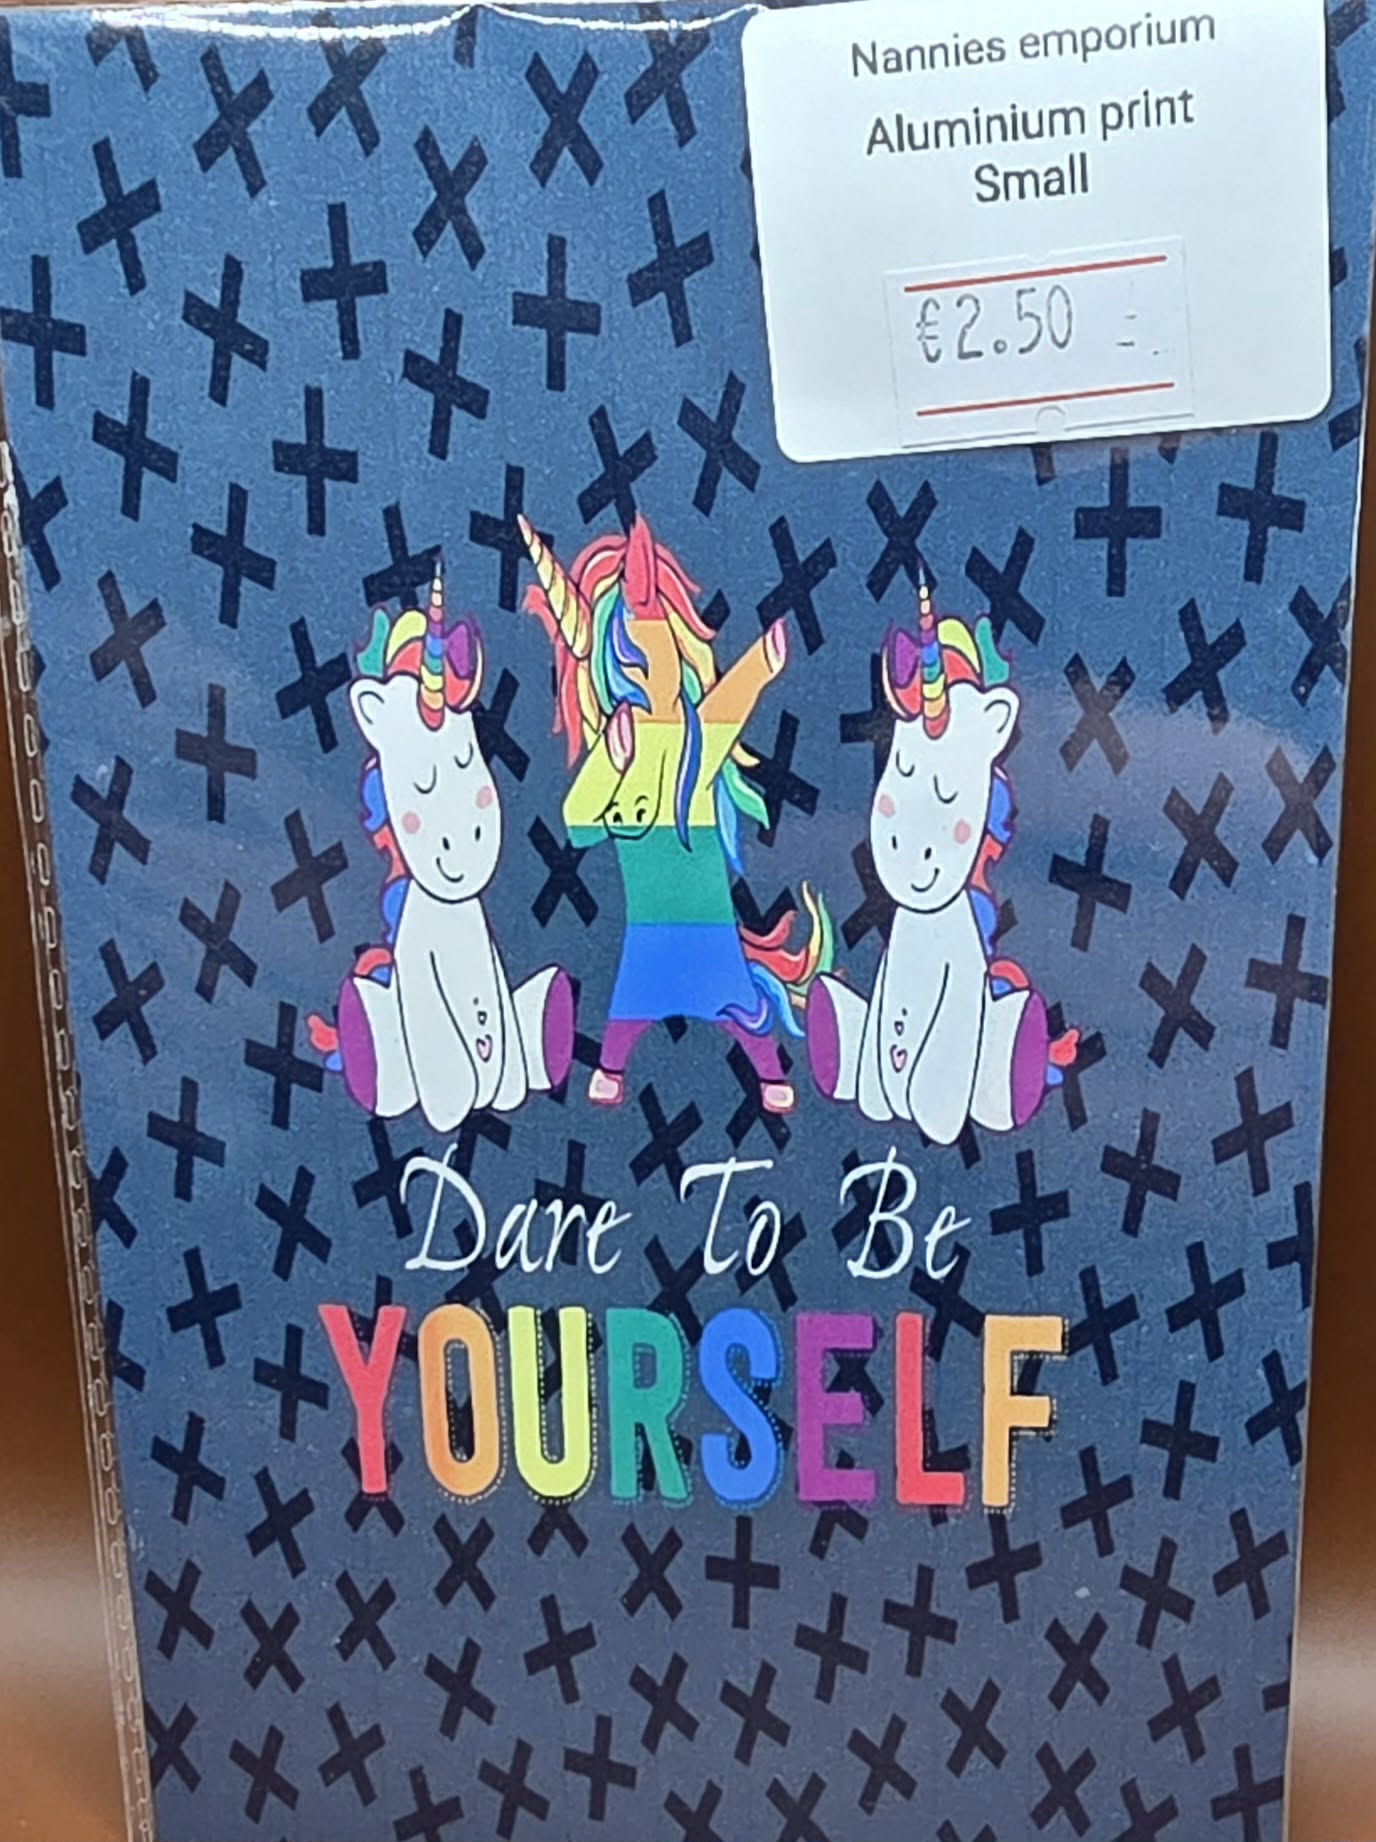 Nannies emporium
Aluminium print
Small
€2.50
Dare To Be
YOURSELF